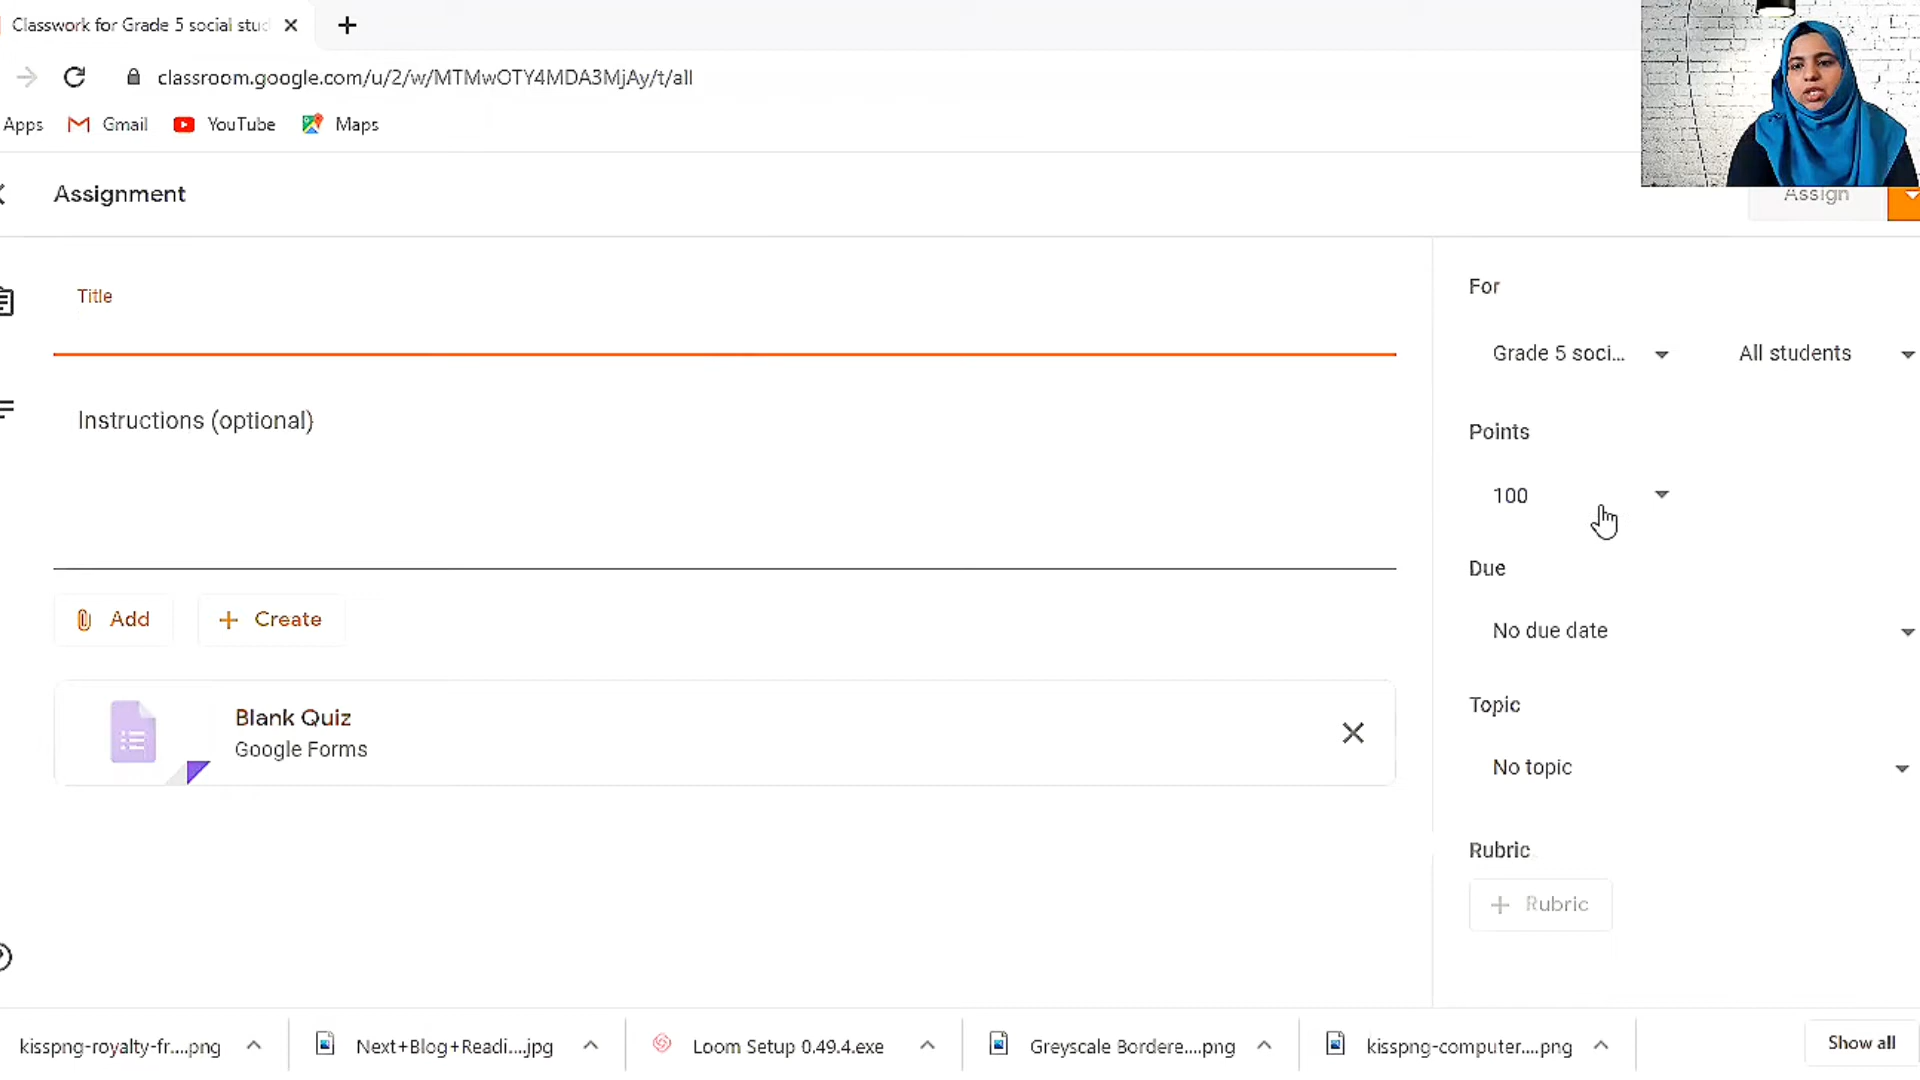 Classwork for Grade 5 social stuc
classroom.google.com/u/2/w/MTMwOTY4MDA3MjAy/t/all
Apps Gmail YouTube Maps
Assignment
Assign
Title
Instructions (optional)
Add Create
Blank Quiz
Google Forms
For
Grade 5 soci... All students
Points
100
Due
No due date
Topic
No topic
Rubric
Rubric
kisspng-royalty-fr....png Next+Blog+Readi....jpg Loom Setup 0.49.4.exe Greyscale Bordere....png kisspng-computer....png Show all